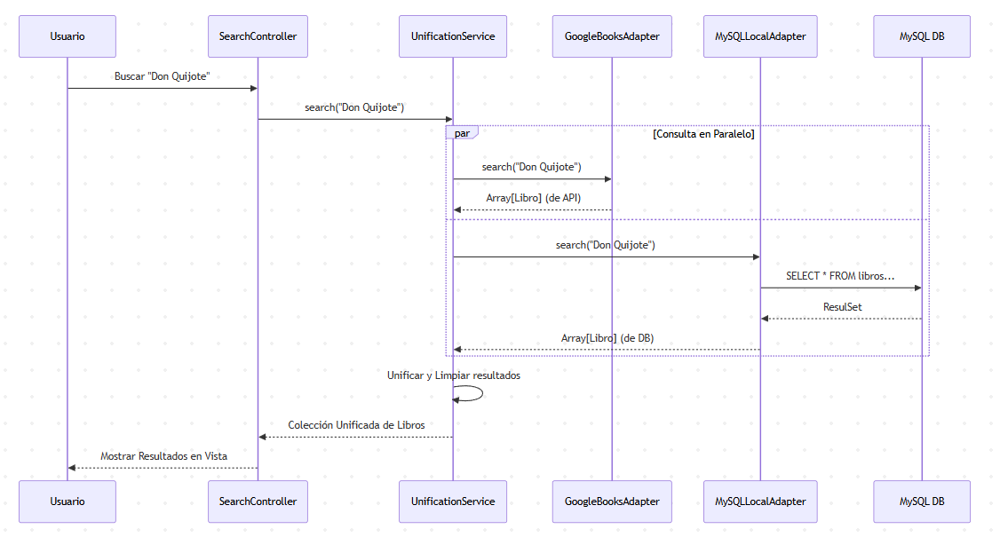 Usuario
SearchController
UnificationService
GoogleBooksAdapter
MySQLLocalAdapter
MySQL DB
Buscar "Don Quijote"
search("Don Quijote")
par
[Consulta en Paralelo]
search("Don Quijote")
Array[Libro] (de API)
search("Don Quijote")
SELECT * FROM libros...
ResulSet
Array[Libro] (de DB)
Unificar y Limpiar resultados
Colección Unificada de Libros
Mostrar Resultados en Vista
Usuario
SearchController
UnificationService
GoogleBooksAdapter
MySQLLocalAdapter
MySQL DB